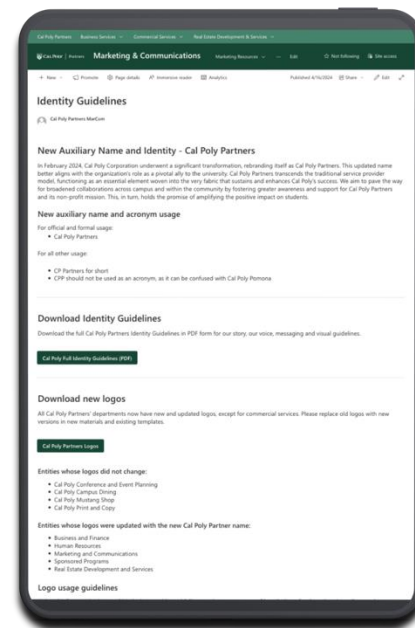 Cal Poly Partners Business Services Commercial Services Real Estate Development & Services
CAL POLY | Partners Marketing & Communications Marketing Resources ... Edit Not following Site access
+ New Promote Page details Immersive reader Analytics Published 4/16/2024 Share Edit
Identity Guidelines
Cal Poly Partners MarCom
New Auxiliary Name and Identity - Cal Poly Partners
In February 2024, Cal Poly Corporation underwent a significant transformation, rebranding itself as Cal Poly Partners. This updated name
better aligns with the organization's role as a pivotal ally to the university. Cal Poly Partners transcends the traditional service provider
model, functioning as an essential element woven into the very fabric that sustains and enhances Cal Poly's success. We aim to pave the way
for broadened collaborations across campus and within the community by fostering greater awareness and support for Cal Poly Partners
and its non-profit mission. This, in turn, holds the promise of amplifying the positive impact on students.
New auxiliary name and acronym usage
For official and formal usage:
• Cal Poly Partners
For all other usage:
• CP Partners for short
• CPP should not be used as an acronym, as it can be confused with Cal Poly Pomona.
Download Identity Guidelines
Download the full Cal Poly Partners Identity Guidelines in PDF form for our story, our voice, messaging and visual guidelines.
Cal Poly Full Identity Guidelines (PDF)
Download new logos
All Cal Poly Partners' departments now have new and updated logos, except for commercial services. Please replace old logos with new
versions in new materials and existing templates.
Cal Poly Partners Logos
Entities whose logos did not change:
• Cal Poly Conference and Event Planning
• Cal Poly Campus Dining
• Cal Poly Mustang Shop
• Cal Poly Print and Copy
Entities whose logos were updated with the new Cal Poly Partner name:
• Business and Finance
• Human Resources
• Marketing and Communications
• Sponsored Programs
• Real Estate Development and Services
Logo usage guidelines